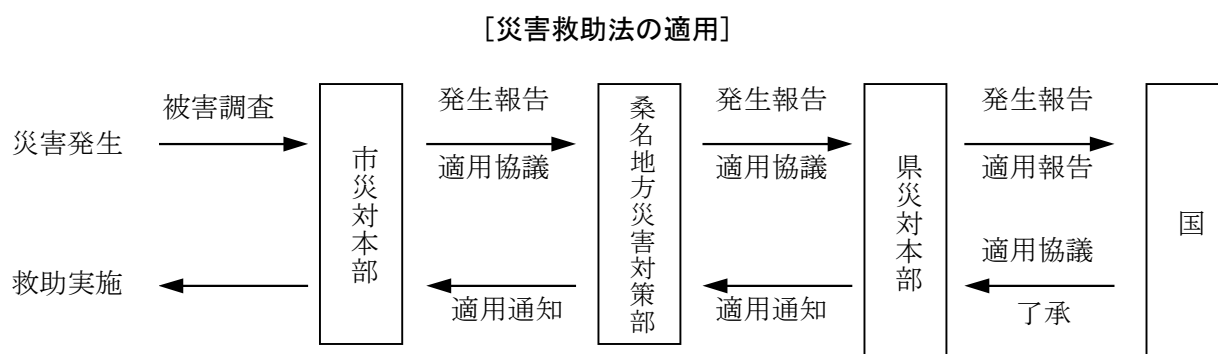 [災害救助法の適用]
被害調査
発生報告
発生報告
発生報告
災害発生
適用協議
適用協議
適用報告
市災対本部
桑名地方災害対策部
県災対本部
国
適用協議
救助実施
適用通知
適用通知
了承